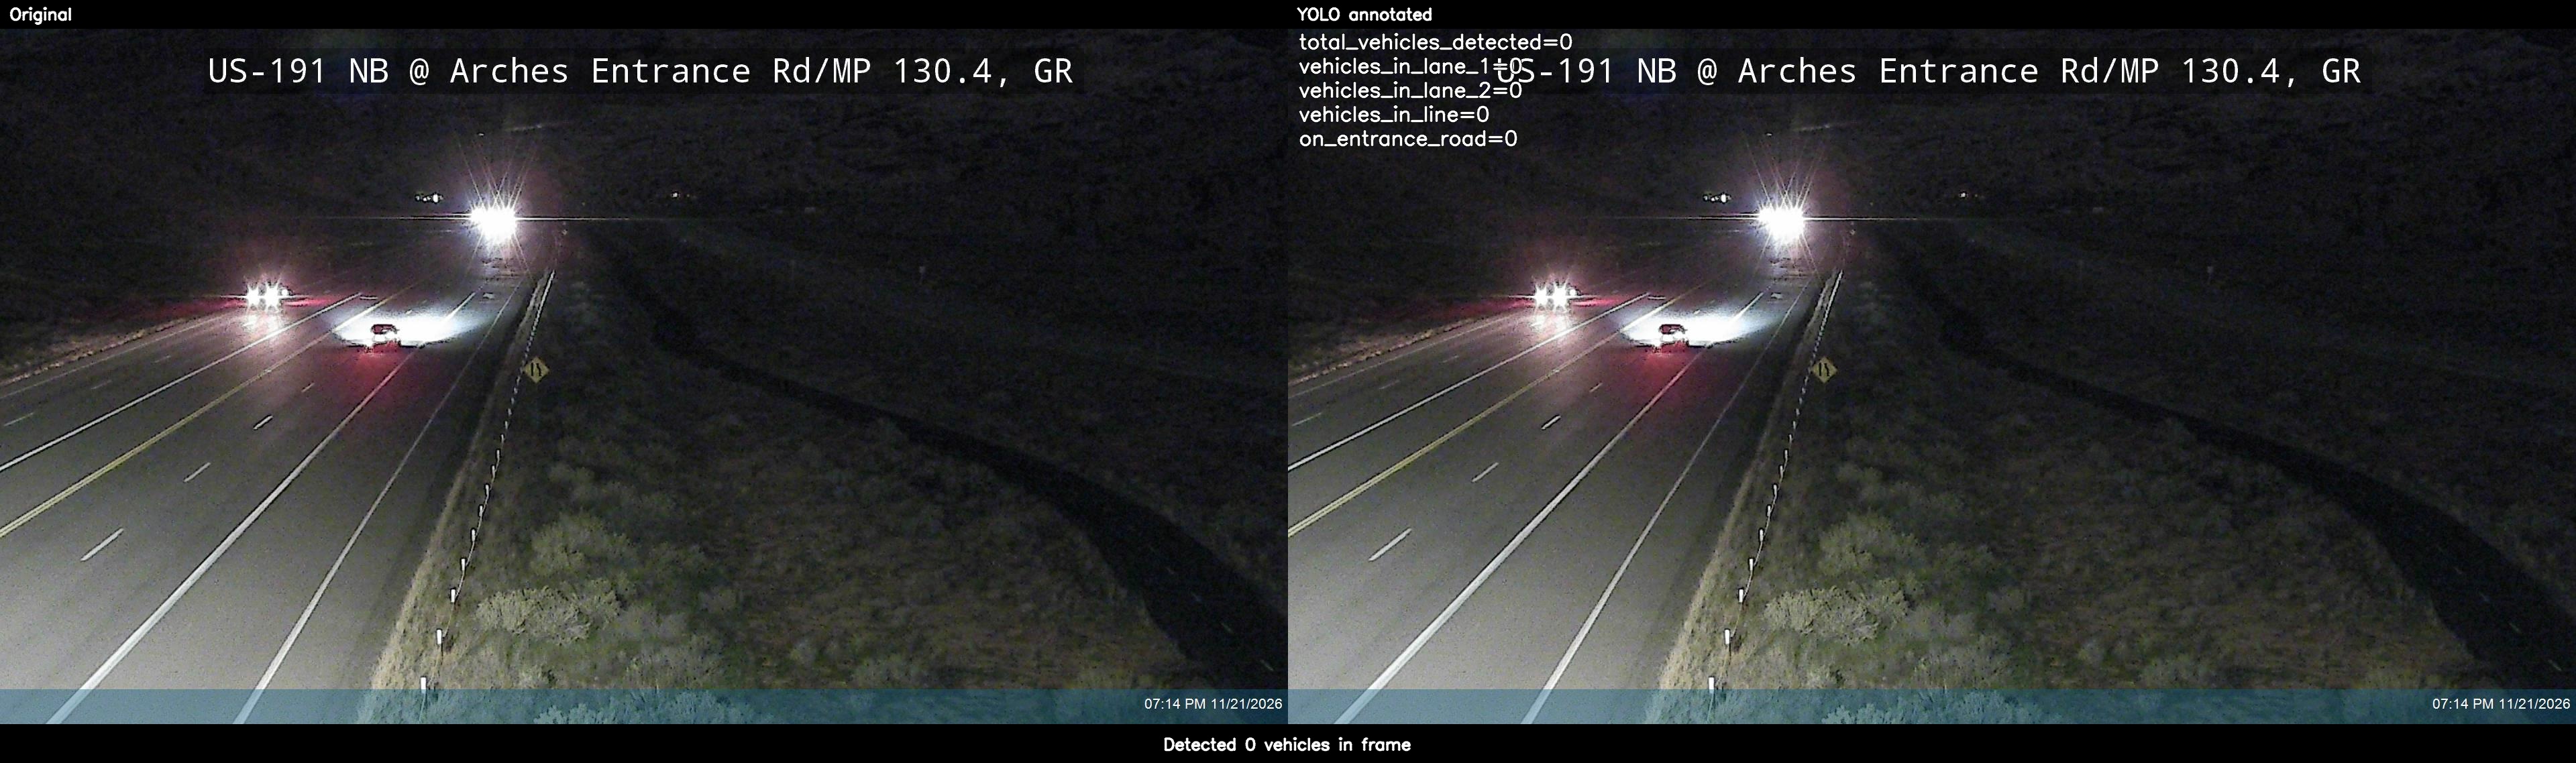 Original
US-191 NB @ Arches Entrance Rd/MP 130.4, GR
07:14 PM 11/21/2026
YOLO annotated
total_vehicles_detected=0
vehicles_in_lane_1=0
US-191 NB @ Arches Entrance Rd/MP 130.4, GR
vehicles_in_lane_2=0
vehicles_in_line=0
on_entrance_road=0
07:14 PM 11/21/2026
Detected 0 vehicles in frame